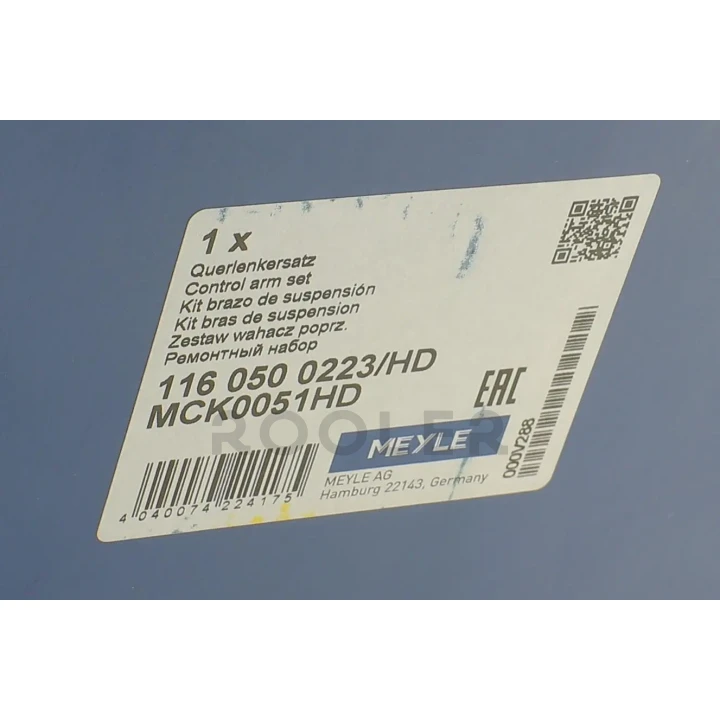 1 x
Querlenkersatz
Control arm set
Kit brazo de suspensión
Kit bras de suspension
Zestaw wahacz poprz.
Ремонтный набор
116 050 0223/HD
MCK0051HD
EAC
ROOLER
MEYLE
MEYLE AG
Hamburg 22143, Germany
000V288
4 040074 224175